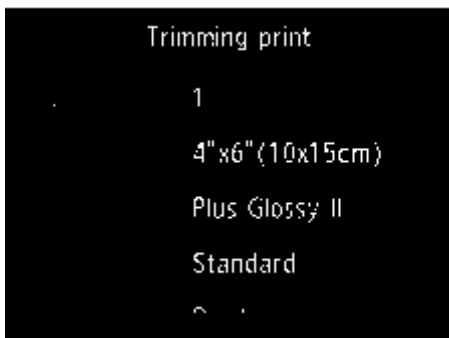 Trimming print
1
4"x6"(10x15cm)
Plus Glossy II
Standard